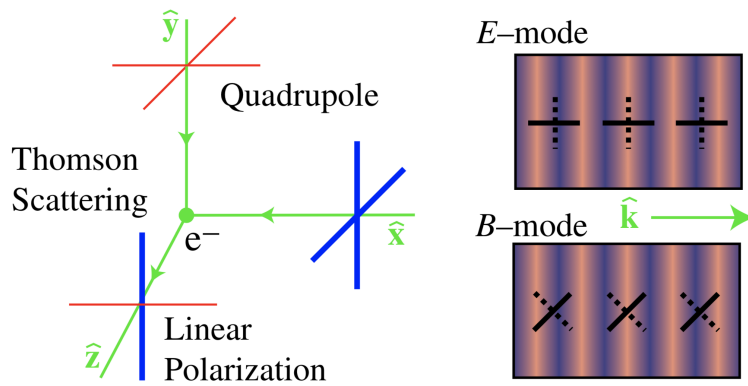 ŷ
Quadrupole
Thomson
Scattering
e⁻
x̂
ẑ
Linear
Polarization
E–mode
k̂
B–mode